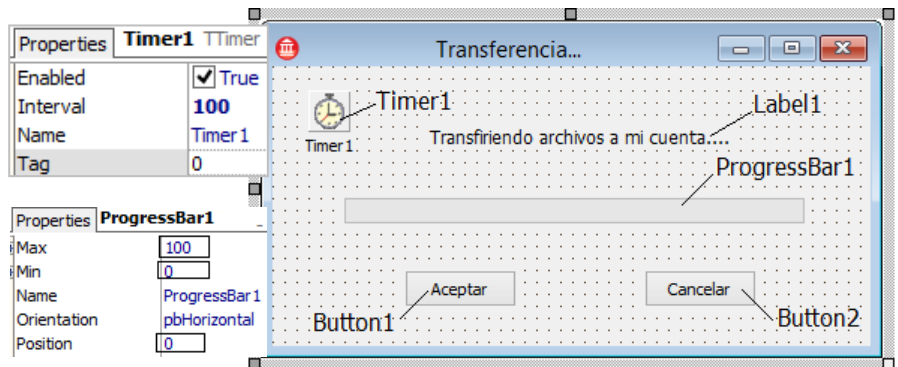 Properties Timer1 TTimer
Enabled True
Interval 100
Name Timer1
Tag 0
Properties ProgressBar1
Max 100
Min 0
Name ProgressBar1
Orientation pbHorizontal
Position 0
Transferencia...
Timer1
Timer1
Label1
Transfiriendo archivos a mi cuenta....
ProgressBar1
Aceptar
Cancelar
Button1
Button2